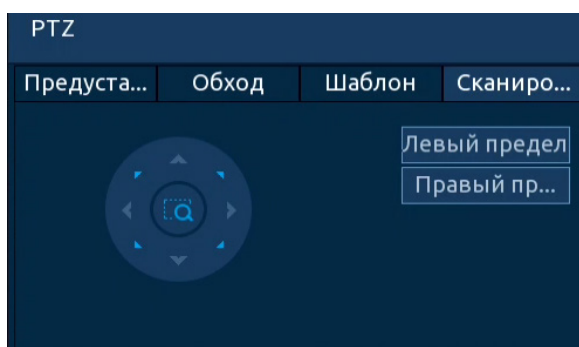 PTZ
Предуста... Обход Шаблон Сканиро...
Левый предел
Правый пр...